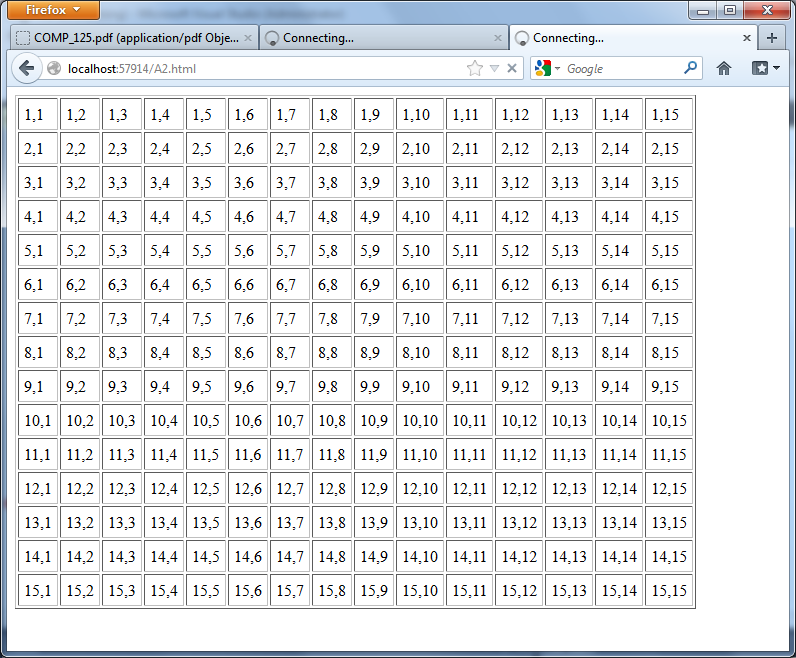 Firefox
COMP_125.pdf (application/pdf Obje... Connecting... Connecting...
localhost:57914/A2.html Google
1,1 1,2 1,3 1,4 1,5 1,6 1,7 1,8 1,9 1,10 1,11 1,12 1,13 1,14 1,15
2,1 2,2 2,3 2,4 2,5 2,6 2,7 2,8 2,9 2,10 2,11 2,12 2,13 2,14 2,15
3,1 3,2 3,3 3,4 3,5 3,6 3,7 3,8 3,9 3,10 3,11 3,12 3,13 3,14 3,15
4,1 4,2 4,3 4,4 4,5 4,6 4,7 4,8 4,9 4,10 4,11 4,12 4,13 4,14 4,15
5,1 5,2 5,3 5,4 5,5 5,6 5,7 5,8 5,9 5,10 5,11 5,12 5,13 5,14 5,15
6,1 6,2 6,3 6,4 6,5 6,6 6,7 6,8 6,9 6,10 6,11 6,12 6,13 6,14 6,15
7,1 7,2 7,3 7,4 7,5 7,6 7,7 7,8 7,9 7,10 7,11 7,12 7,13 7,14 7,15
8,1 8,2 8,3 8,4 8,5 8,6 8,7 8,8 8,9 8,10 8,11 8,12 8,13 8,14 8,15
9,1 9,2 9,3 9,4 9,5 9,6 9,7 9,8 9,9 9,10 9,11 9,12 9,13 9,14 9,15
10,1 10,2 10,3 10,4 10,5 10,6 10,7 10,8 10,9 10,10 10,11 10,12 10,13 10,14 10,15
11,1 11,2 11,3 11,4 11,5 11,6 11,7 11,8 11,9 11,10 11,11 11,12 11,13 11,14 11,15
12,1 12,2 12,3 12,4 12,5 12,6 12,7 12,8 12,9 12,10 12,11 12,12 12,13 12,14 12,15
13,1 13,2 13,3 13,4 13,5 13,6 13,7 13,8 13,9 13,10 13,11 13,12 13,13 13,14 13,15
14,1 14,2 14,3 14,4 14,5 14,6 14,7 14,8 14,9 14,10 14,11 14,12 14,13 14,14 14,15
15,1 15,2 15,3 15,4 15,5 15,6 15,7 15,8 15,9 15,10 15,11 15,12 15,13 15,14 15,15